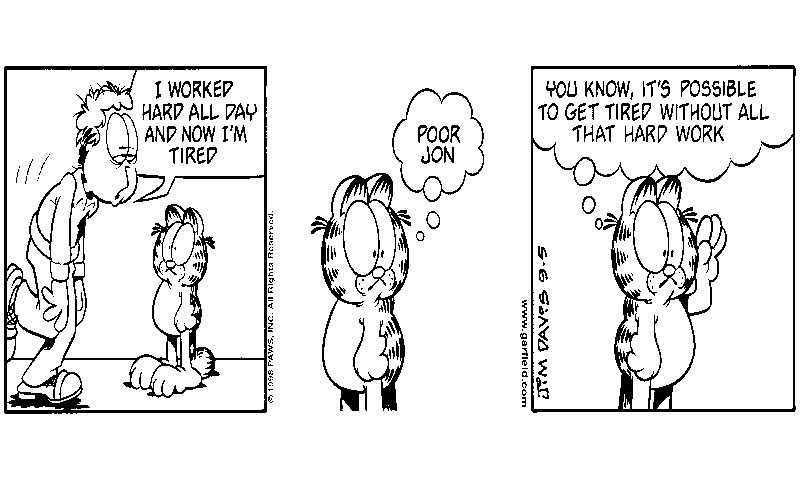 I WORKED
HARD ALL DAY
AND NOW I'M
TIRED
© 1998 PAWS, INC. All Rights Reserved.
POOR
JON
YOU KNOW, IT'S POSSIBLE
TO GET TIRED WITHOUT ALL
THAT HARD WORK
www.garfield.com
JIM DAVIS 5-6